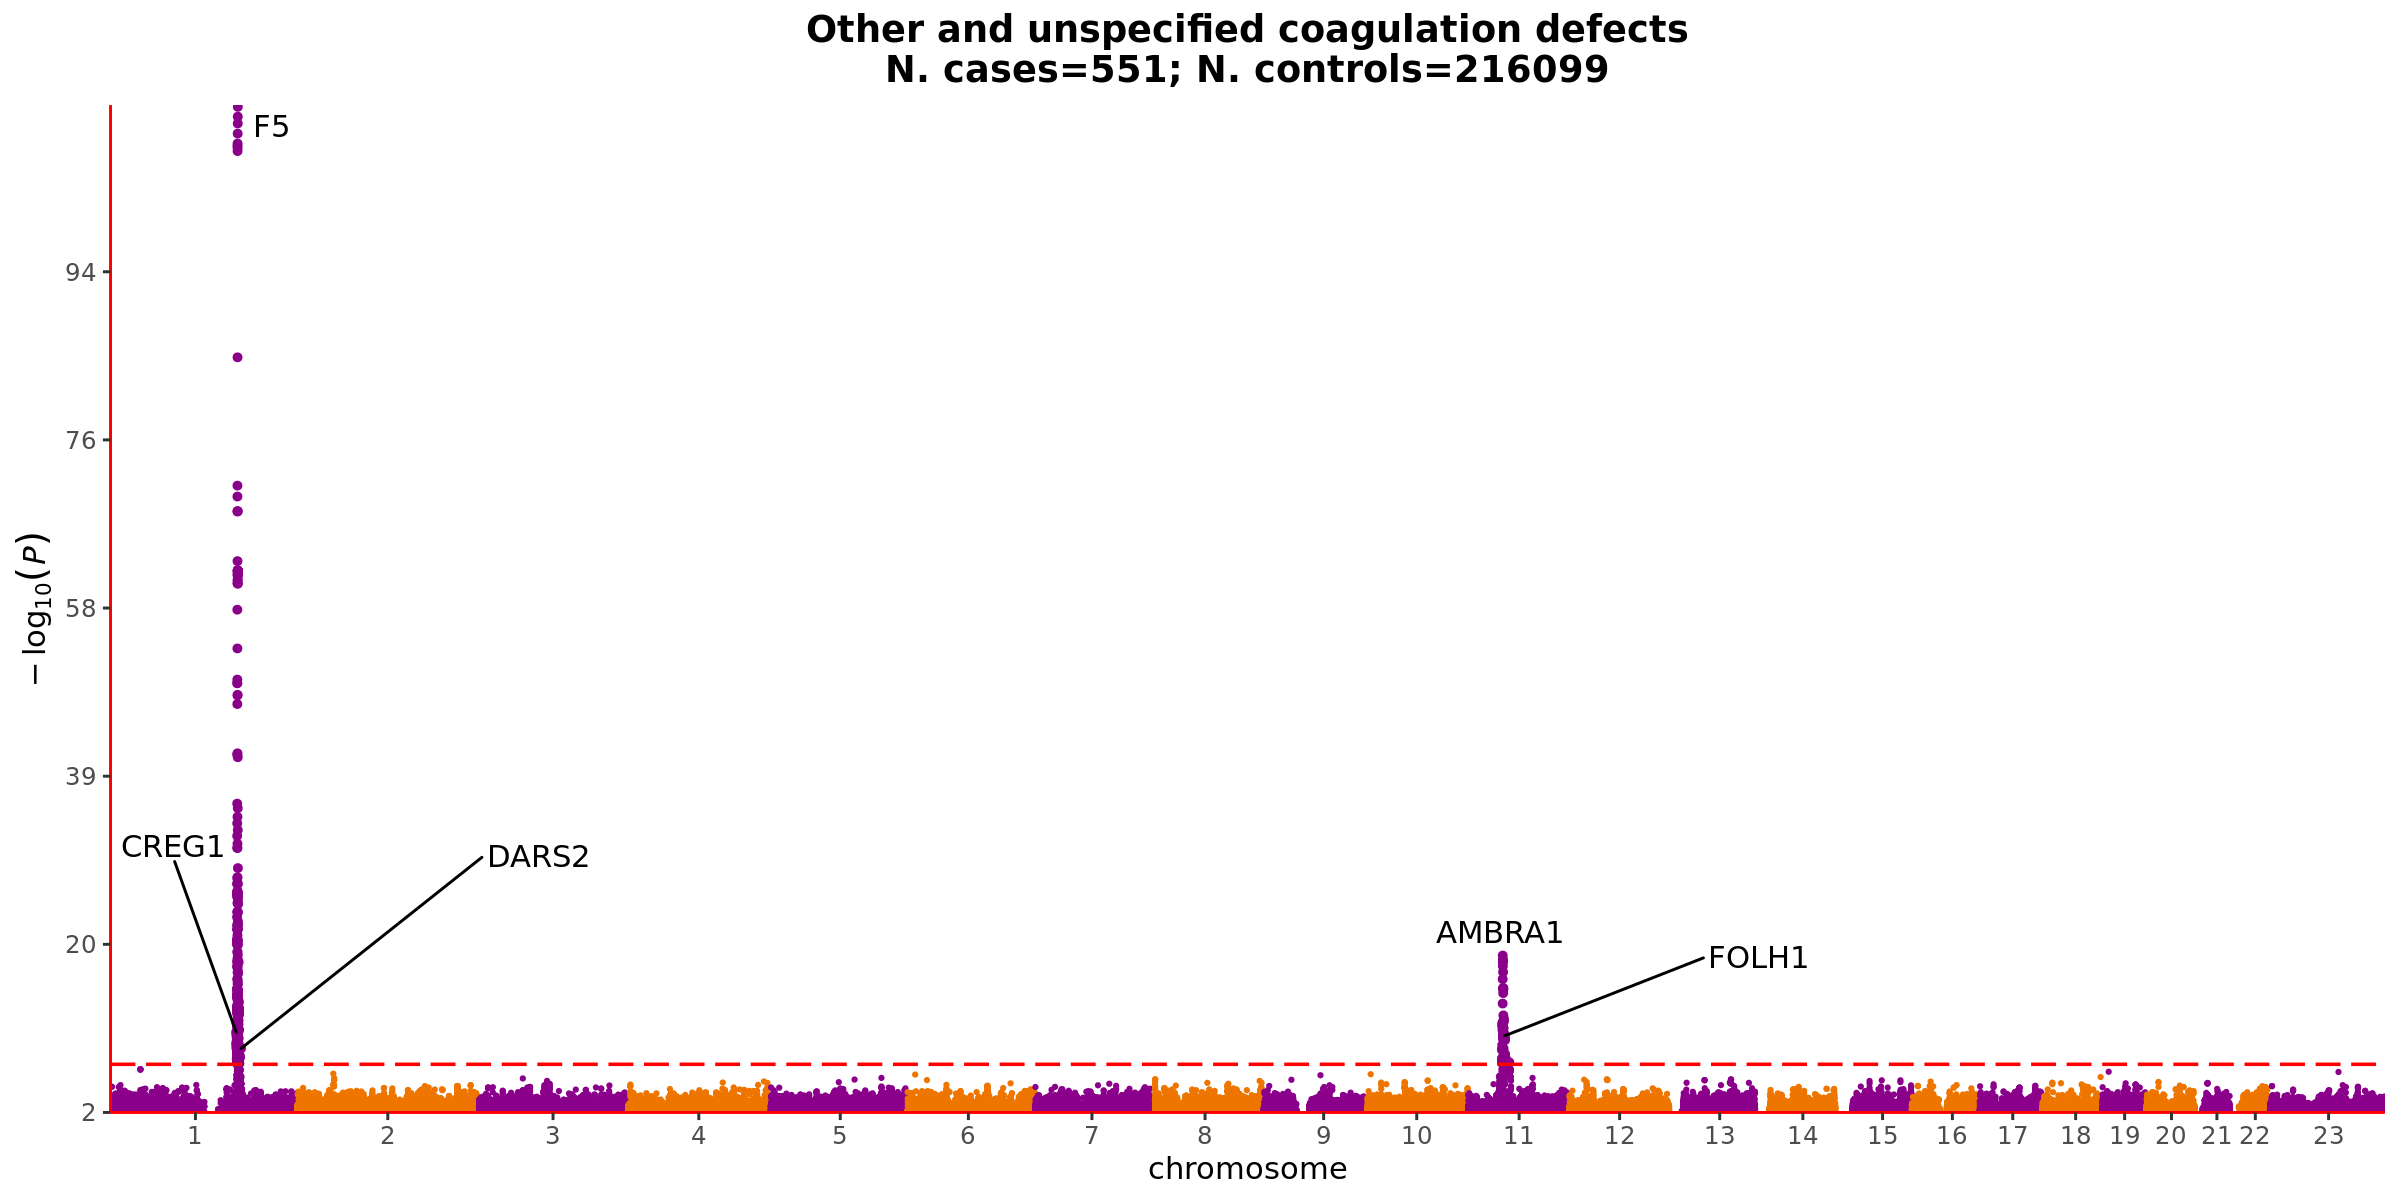 Other and unspecified coagulation defects
N. cases=551; N. controls=216099
F5
94
76
58
39
20
2
−log10(P)
CREG1
DARS2
AMBRA1
FOLH1
1 2 3 4 5 6 7 8 9 10 11 12 13 14 15 16 17 18 19 20 21 22 23
chromosome